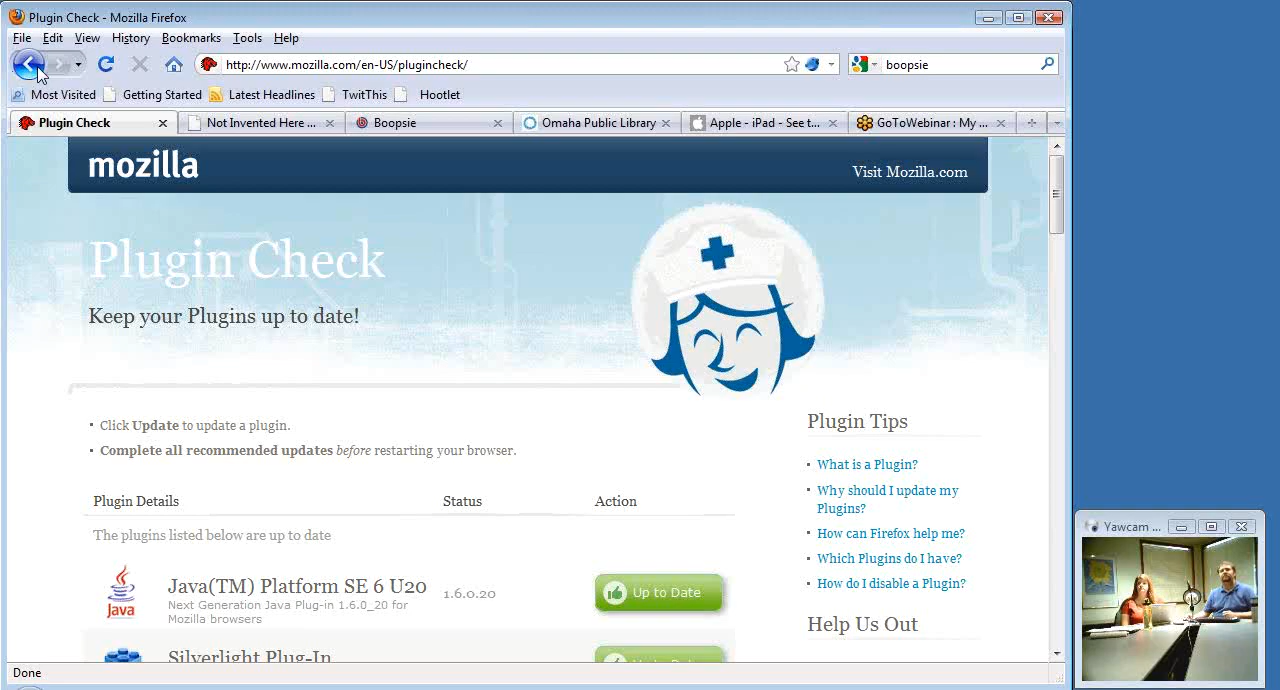 Plugin Check - Mozilla Firefox
File Edit View History Bookmarks Tools Help
http://www.mozilla.com/en-US/plugincheck/
boopsie
Most Visited Getting Started Latest Headlines TwitThis Hootlet
Plugin Check Not Invented Here ... Boopsie Omaha Public Library Apple - iPad - See t... GoToWebinar : My ...
mozilla
Visit Mozilla.com
Plugin Check
Keep your Plugins up to date!
• Click Update to update a plugin.
• Complete all recommended updates before restarting your browser.
Plugin Details Status Action
The plugins listed below are up to date
Java
Java(TM) Platform SE 6 U20 1.6.0.20 Up to Date
Next Generation Java Plug-in 1.6.0_20 for
Mozilla browsers
Silverlight Plug-In
Plugin Tips
• What is a Plugin?
• Why should I update my
Plugins?
• How can Firefox help me?
• Which Plugins do I have?
• How do I disable a Plugin?
Help Us Out
Done
Yawcam ...